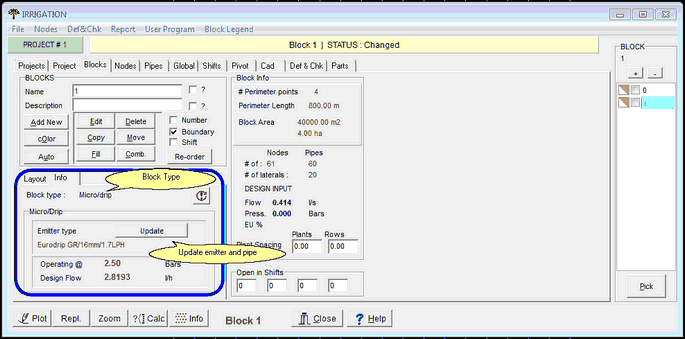 IRRIGATION
File Nodes Def&Chk Report User Program Block Legend
PROJECT # 1
Block 1 | STATUS : Changed
Projects Project Blocks Nodes Pipes Global Shifts Pivot Cad Def & Chk Parts
BLOCKS
Name 1 ?
Description ?
Add New Edit Delete Number
cOlor Copy Move Boundary
Shift
Auto Fill Comb. Re-order
Layout Info
Block Type
Block type : Micro/drip
Micro/Drip
Emitter type Update
Eurodrip GR/16mm/1.7LPH
Update emitter and pipe
Operating @ 2.50 Bars
Design Flow 2.8193 l/h
Block Info
# Perimeter points 4
Perimeter Length 800.00 m
Block Area 40000.00 m2
4.00 ha
Nodes Pipes
# of : 61 60
# of laterals : 20
DESIGN INPUT
Flow 0.414 l/s
Press. 0.000 Bars
EU %
Plants Rows
Spacing 0.00 0.00
Open in Shifts
0 0 0 0
BLOCK
1
+ -
0
Pick
Plot Repl. Zoom ?{} Calc Info Block 1 Close Help